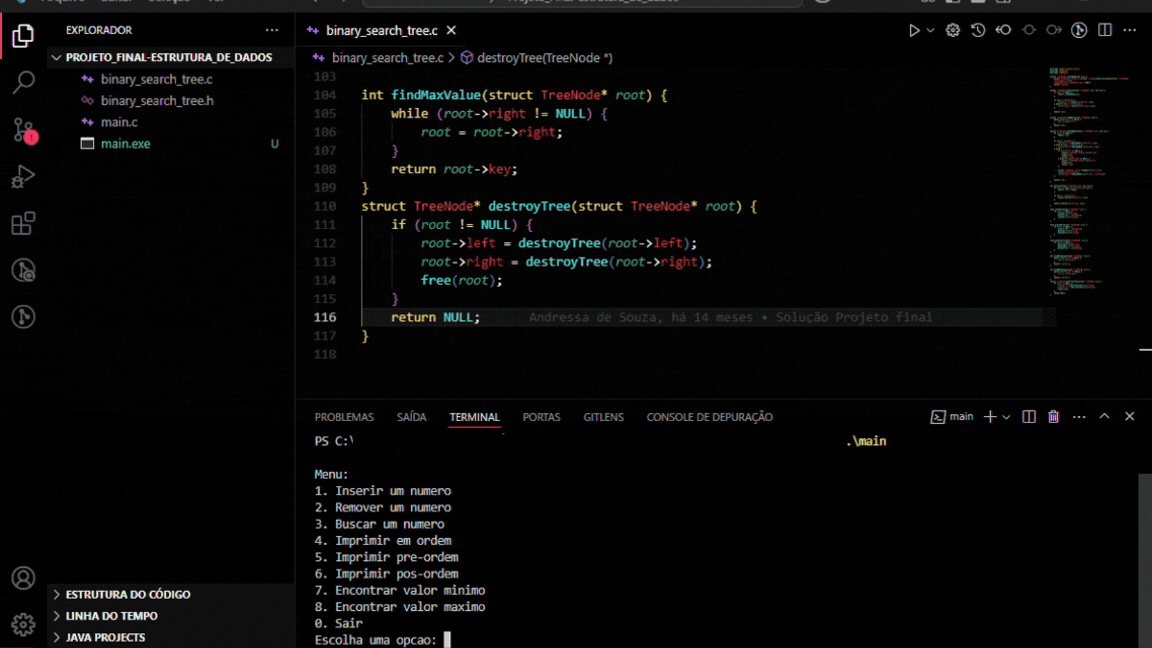 EXPLORADOR
PROJETO_FINAL-ESTRUTURA_DE_DADOS
binary_search_tree.c
binary_search_tree.h
main.c
main.exe U
ESTRUTURA DO CÓDIGO
LINHA DO TEMPO
JAVA PROJECTS
binary_search_tree.c
binary_search_tree.c > destroyTree(TreeNode *)
103
104 int findMaxValue(struct TreeNode* root) {
105 while (root->right != NULL) {
106 root = root->right;
107 }
108 return root->key;
109 }
110 struct TreeNode* destroyTree(struct TreeNode* root) {
111 if (root != NULL) {
112 root->left = destroyTree(root->left);
113 root->right = destroyTree(root->right);
114 free(root);
115 }
116 return NULL; Andressa de Souza, há 14 meses • Solução Projeto final
117 }
118
PROBLEMAS SAÍDA TERMINAL PORTAS GITLENS CONSOLE DE DEPURAÇÃO main
PS C:\ .\main
Menu:
1. Inserir um numero
2. Remover um numero
3. Buscar um numero
4. Imprimir em ordem
5. Imprimir pre-ordem
6. Imprimir pos-ordem
7. Encontrar valor minimo
8. Encontrar valor maximo
0. Sair
Escolha uma opcao: